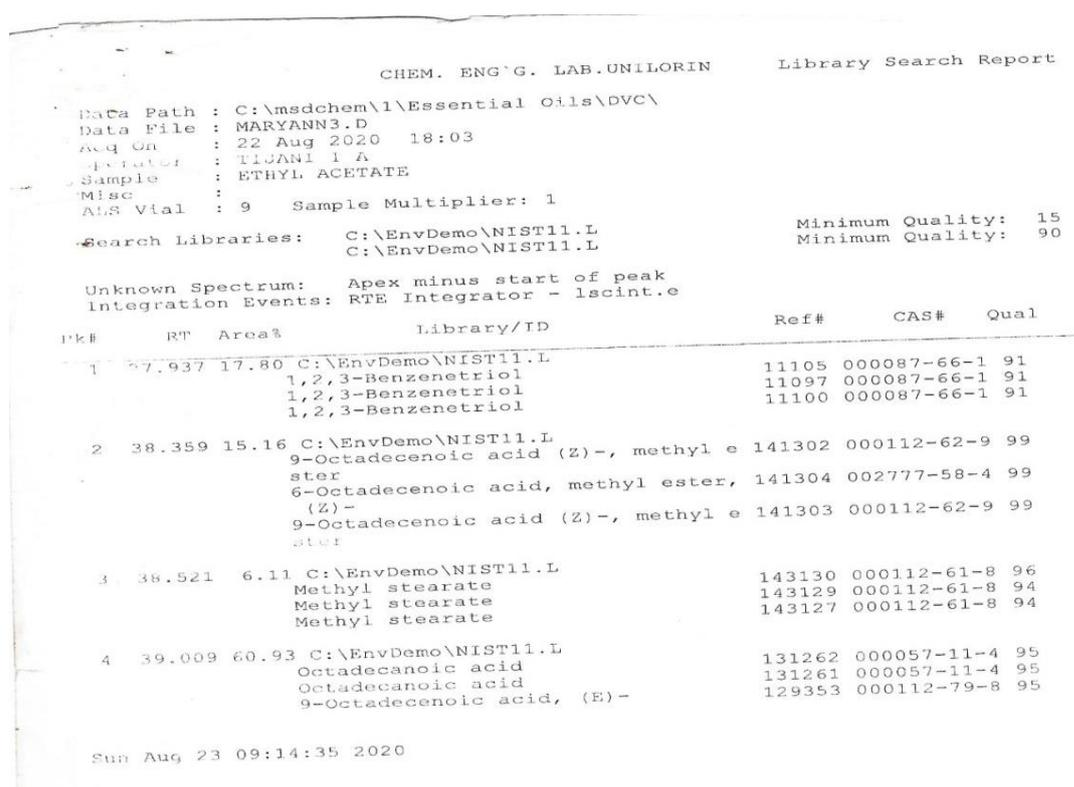 CHEM. ENG`G. LAB.UNILORIN Library Search Report
Data Path : C:\msdchem\1\Essential Oils\DVC\
Data File : MARYANN3.D
Acq On : 22 Aug 2020 18:03
Operator : TIJANI I A
Sample : ETHYL ACETATE
Misc :
ALS Vial : 9 Sample Multiplier: 1
Search Libraries: C:\EnvDemo\NIST11.L Minimum Quality: 15
C:\EnvDemo\NIST11.L Minimum Quality: 90
Unknown Spectrum: Apex minus start of peak
Integration Events: RTE Integrator - lscint.e
Pk# RT Area% Library/ID Ref# CAS# Qual
1 37.937 17.80 C:\EnvDemo\NIST11.L
1,2,3-Benzenetriol 11105 000087-66-1 91
1,2,3-Benzenetriol 11097 000087-66-1 91
1,2,3-Benzenetriol 11100 000087-66-1 91
2 38.359 15.16 C:\EnvDemo\NIST11.L
9-Octadecenoic acid (Z)-, methyl e 141302 000112-62-9 99
ster
6-Octadecenoic acid, methyl ester, 141304 002777-58-4 99
(Z)-
9-Octadecenoic acid (Z)-, methyl e 141303 000112-62-9 99
ster
3 38.521 6.11 C:\EnvDemo\NIST11.L
Methyl stearate 143130 000112-61-8 96
Methyl stearate 143129 000112-61-8 94
Methyl stearate 143127 000112-61-8 94
4 39.009 60.93 C:\EnvDemo\NIST11.L
Octadecanoic acid 131262 000057-11-4 95
Octadecanoic acid 131261 000057-11-4 95
9-Octadecenoic acid, (E)- 129353 000112-79-8 95
Sun Aug 23 09:14:35 2020